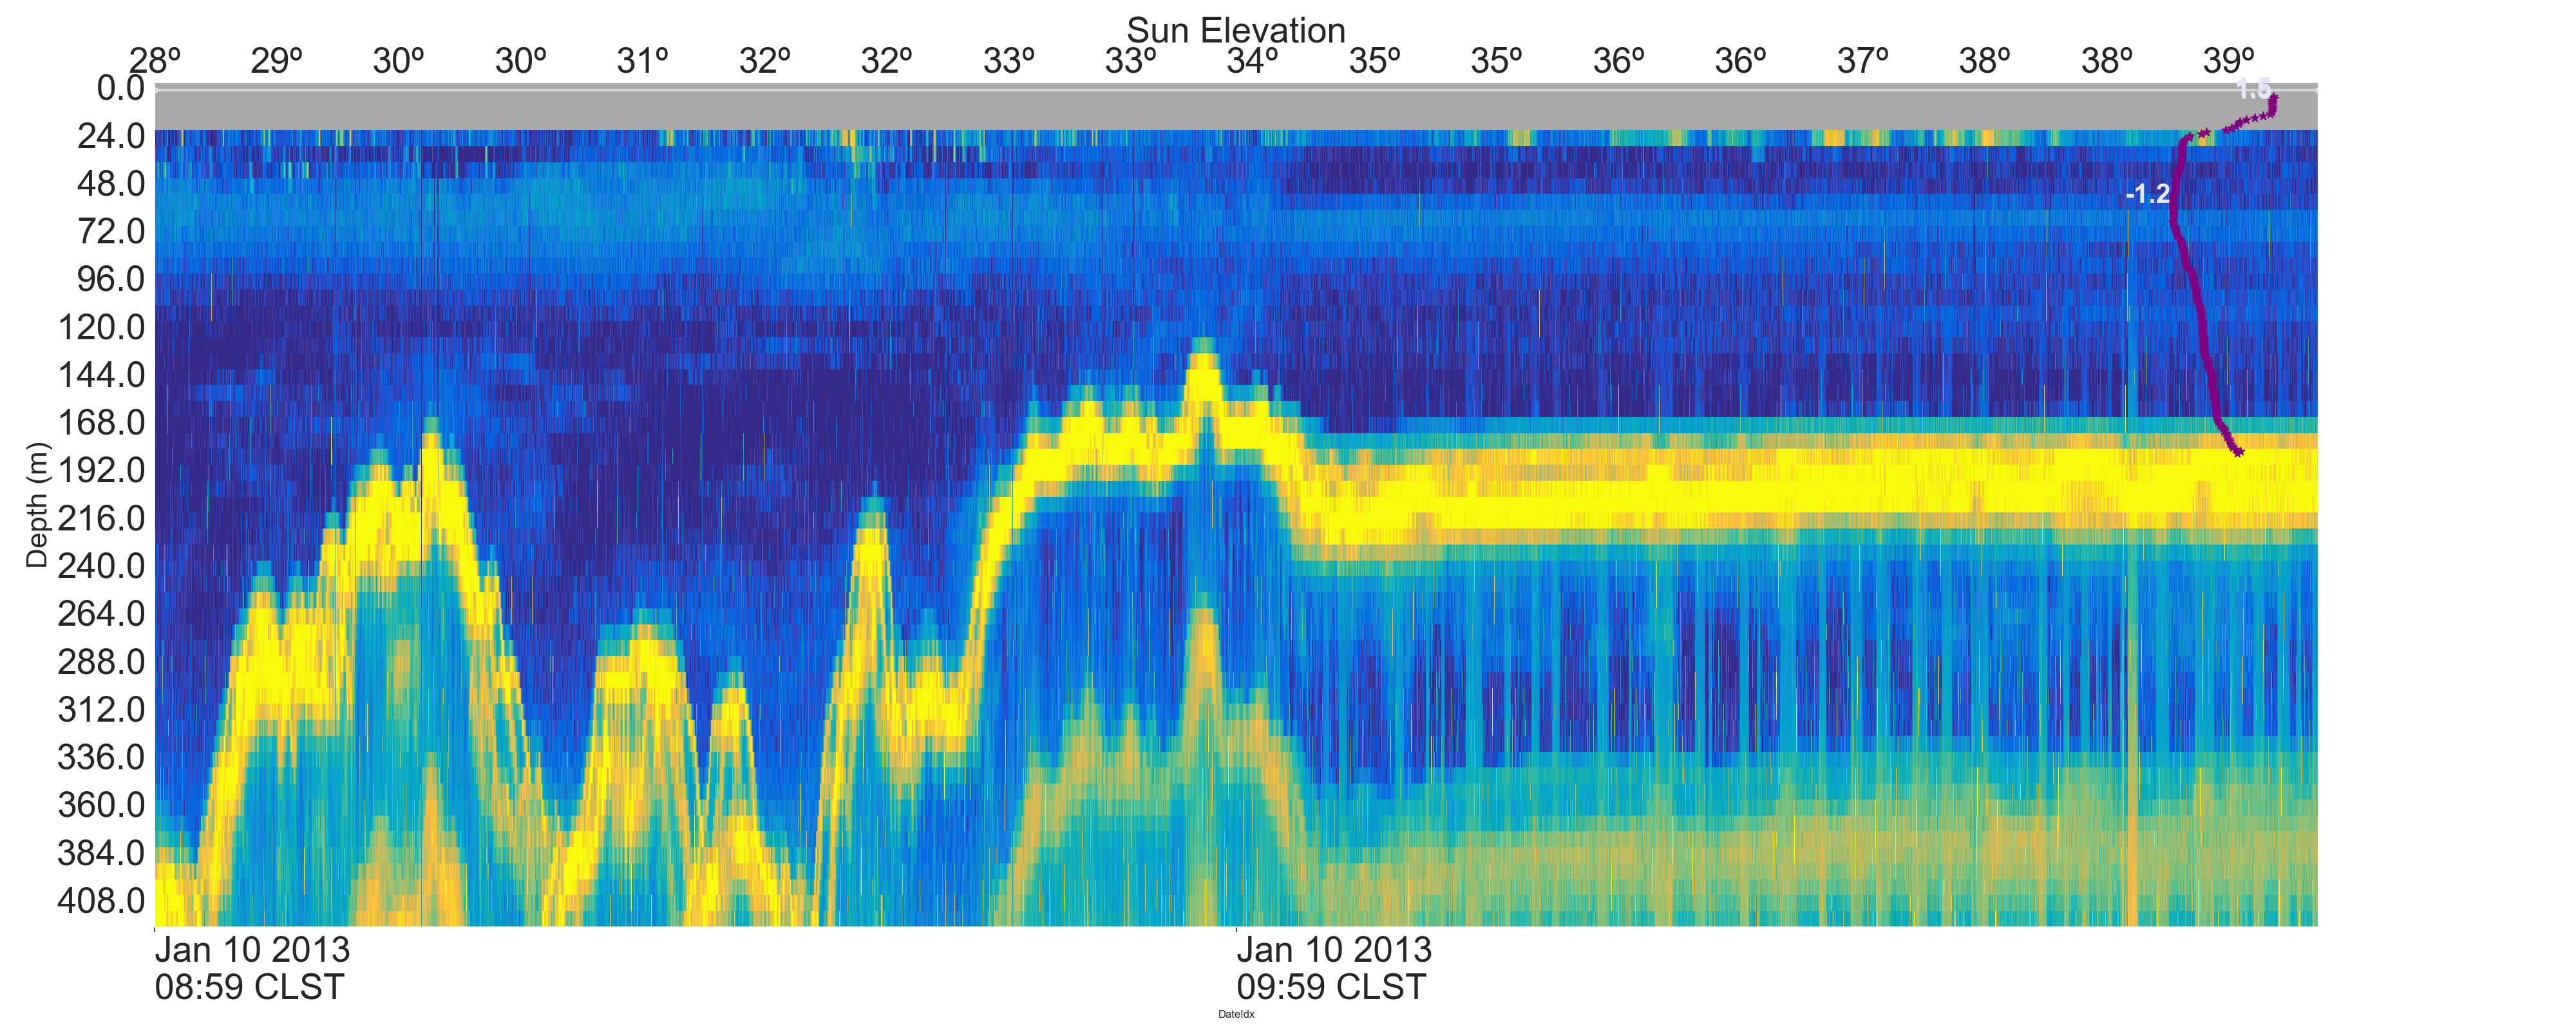 Sun Elevation
28º 29º 30º 30º 31º 32º 32º 33º 33º 34º 35º 35º 36º 36º 37º 38º 38º 39º
0.0
1.5
24.0
48.0
-1.2
72.0
96.0
120.0
144.0
168.0
192.0
216.0
240.0
264.0
288.0
312.0
336.0
360.0
384.0
408.0
Depth (m)
Jan 10 2013
08:59 CLST
Jan 10 2013
09:59 CLST
DateIdx